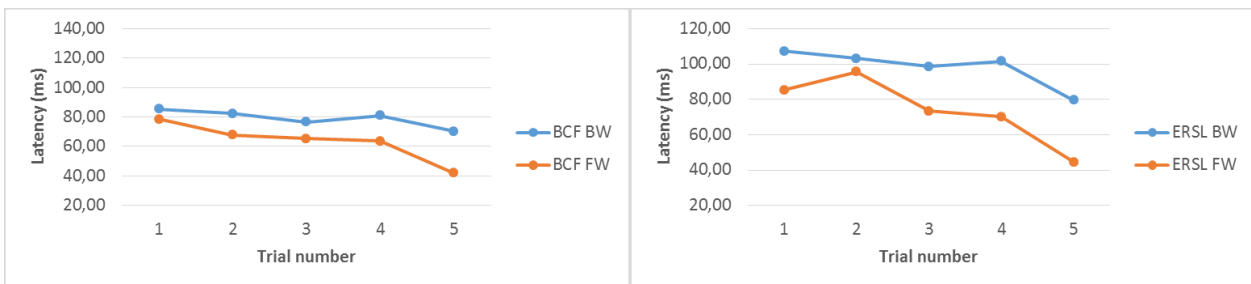 140,00
120,00
100,00
80,00
60,00
40,00
20,00
Latency (ms)
1 2 3 4 5
Trial number
BCF BW
BCF FW
120,00
100,00
80,00
60,00
40,00
20,00
Latency (ms)
1 2 3 4 5
Trial number
ERSL BW
ERSL FW